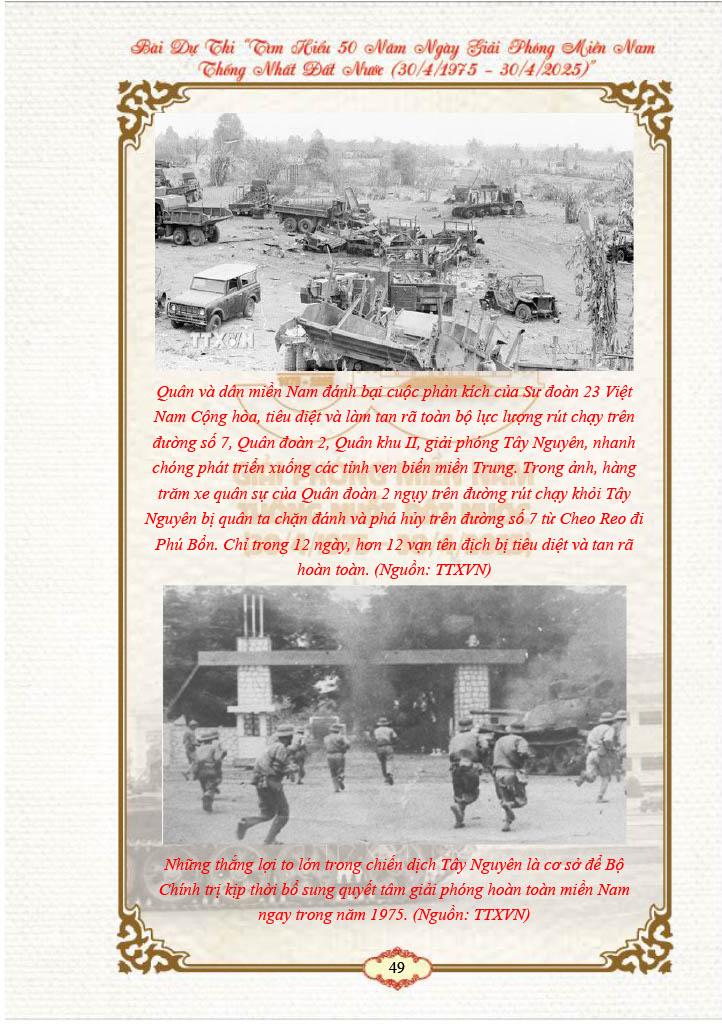 Bài Dự Thi “Tìm Hiểu 50 Năm Ngày Giải Phóng Miền Nam
Thống Nhất Đất Nước (30/4/1975 – 30/4/2025)”
TTXVN
Quân và dân miền Nam đánh bại cuộc phản kích của Sư đoàn 23 Việt
Nam Cộng hòa, tiêu diệt và làm tan rã toàn bộ lực lượng rút chạy trên
đường số 7, Quân đoàn 2, Quân khu II, giải phóng Tây Nguyên, nhanh
chóng phát triển xuống các tỉnh ven biển miền Trung. Trong ảnh, hàng
trăm xe quân sự của Quân đoàn 2 ngụy trên đường rút chạy khỏi Tây
Nguyên bị quân ta chặn đánh và phá hủy trên đường số 7 từ Cheo Reo đi
Phú Bổn. Chỉ trong 12 ngày, hơn 12 vạn tên địch bị tiêu diệt và tan rã
hoàn toàn. (Nguồn: TTXVN)
Những thắng lợi to lớn trong chiến dịch Tây Nguyên là cơ sở để Bộ
Chính trị kịp thời bổ sung quyết tâm giải phóng hoàn toàn miền Nam
ngay trong năm 1975. (Nguồn: TTXVN)
49